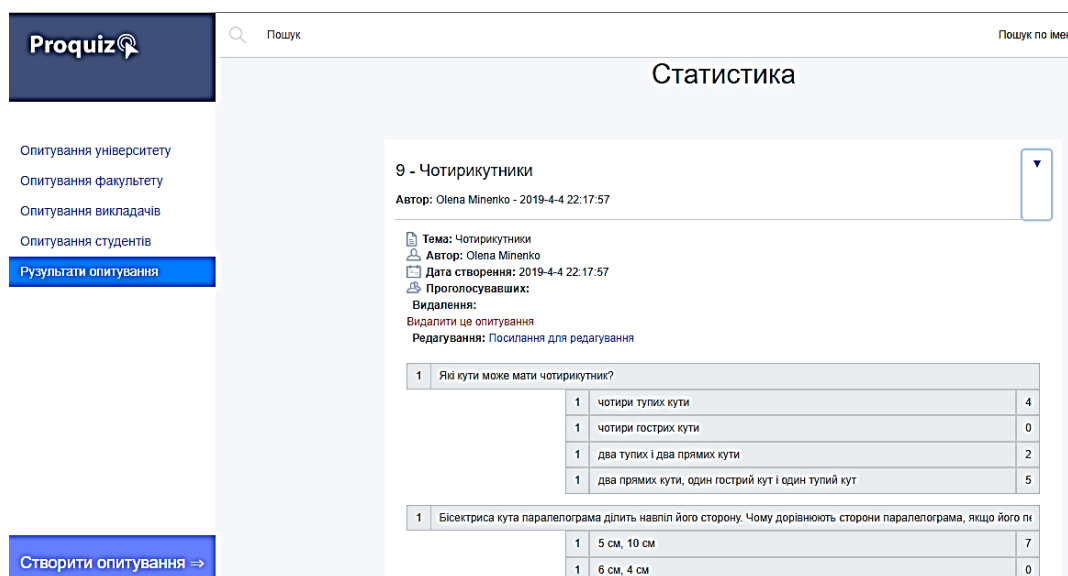 Proquiz
Пошук
Пошук по імен
Статистика
Опитування університету
Опитування факультету
Опитування викладачів
Опитування студентів
Рузультати опитування
Створити опитування ⇒
9 - Чотирикутники
▼
Автор: Olena Minenko - 2019-4-4 22:17:57
Тема: Чотирикутники
Автор: Olena Minenko
Дата створення: 2019-4-4 22:17:57
Проголосувавших:
Видалення:
Видалити це опитування
Редагування: Посилання для редагування
1 Які кути може мати чотирикутник?
1 чотири тупих кути 4
1 чотири гострих кути 0
1 два тупих і два прямих кути 2
1 два прямих кути, один гострий кут і один тупий кут 5
1 Бісектриса кута паралелограма ділить навпіл його сторону. Чому дорівнюють сторони паралелограма, якщо його пе
1 5 см, 10 см 7
1 6 см, 4 см 0